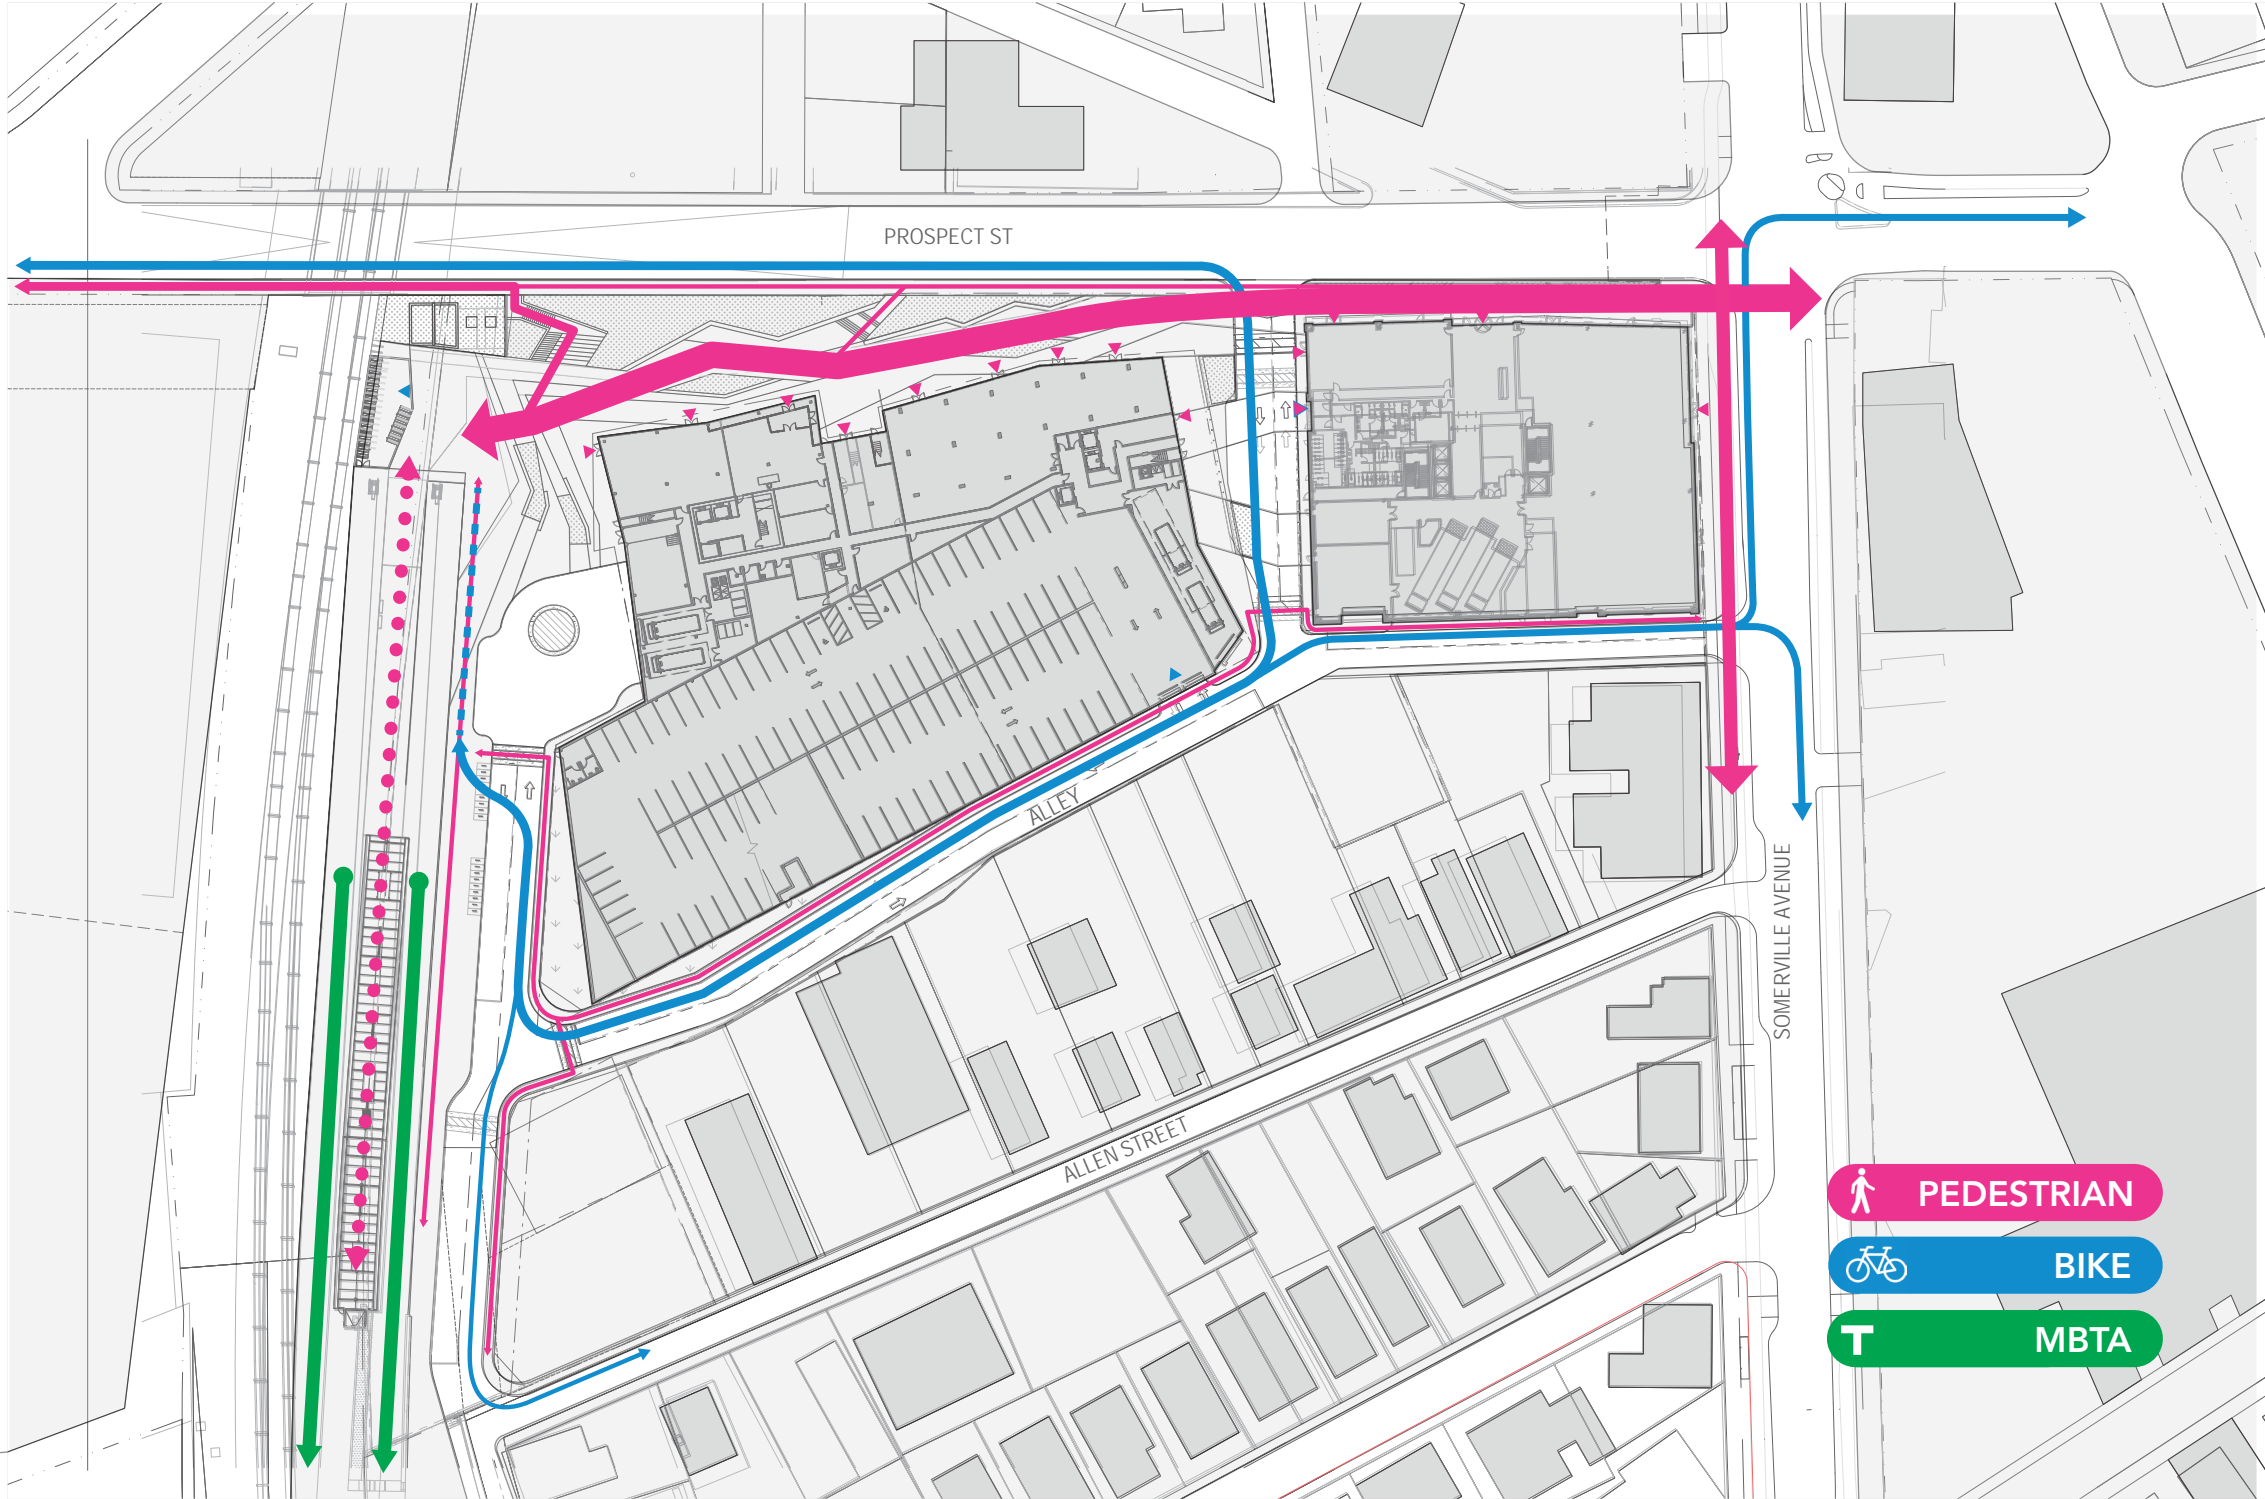 PROSPECT ST
ALLEY
SOMERVILLE AVENUE
ALLEN STREET
PEDESTRIAN
BIKE
T MBTA